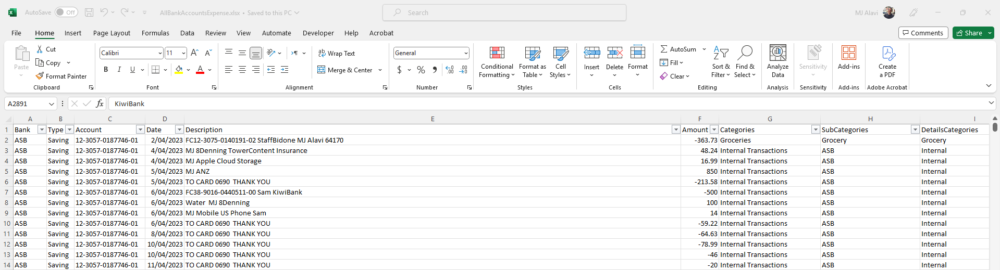 AutoSave Off AllBankAccountsExpense.xlsx • Saved to this PC Search MJ Alavi
File Home Insert Page Layout Formulas Data Review View Automate Developer Help Acrobat Comments Share
Paste Cut Copy Format Painter Clipboard
Calibri 11 B I U A Font
ab Wrap Text Merge & Center Alignment
General $ % Number
Conditional Formatting Format as Table Cell Styles Styles
Insert Delete Format Cells
AutoSum Fill Clear Sort & Filter Find & Select Editing
Analyze Data Analysis
Sensitivity Sensitivity
Add-ins Add-ins
Create a PDF Adobe Acrobat
A2891 fx KiwiBank
A B C D E F G H I
1 Bank Type Account Date Description Amount Categories SubCategories DetailsCategories
2 ASB Saving 12-3057-0187746-01 2/04/2023 FC12-3075-0140191-02 StaffBidone MJ Alavi 64170 -363.73 Groceries Grocery Grocery
3 ASB Saving 12-3057-0187746-01 4/04/2023 MJ 8Denning TowerContent Insurance 48.24 Internal Transactions ASB Internal
4 ASB Saving 12-3057-0187746-01 4/04/2023 MJ Apple Cloud Storage 16.99 Internal Transactions ASB Internal
5 ASB Saving 12-3057-0187746-01 5/04/2023 MJ ANZ 850 Internal Transactions ASB Internal
6 ASB Saving 12-3057-0187746-01 5/04/2023 TO CARD 0690 THANK YOU -213.58 Internal Transactions ASB Internal
7 ASB Saving 12-3057-0187746-01 6/04/2023 FC38-9016-0440511-00 Sam KiwiBank -500 Internal Transactions ASB Internal
8 ASB Saving 12-3057-0187746-01 6/04/2023 Water MJ 8Denning 100 Internal Transactions ASB Internal
9 ASB Saving 12-3057-0187746-01 6/04/2023 MJ Mobile US Phone Sam 14 Internal Transactions ASB Internal
10 ASB Saving 12-3057-0187746-01 6/04/2023 TO CARD 0690 THANK YOU -59.22 Internal Transactions ASB Internal
11 ASB Saving 12-3057-0187746-01 8/04/2023 TO CARD 0690 THANK YOU -64.63 Internal Transactions ASB Internal
12 ASB Saving 12-3057-0187746-01 10/04/2023 TO CARD 0690 THANK YOU -78.99 Internal Transactions ASB Internal
13 ASB Saving 12-3057-0187746-01 10/04/2023 TO CARD 0690 THANK YOU -46 Internal Transactions ASB Internal
14 ASB Saving 12-3057-0187746-01 11/04/2023 TO CARD 0690 THANK YOU -20 Internal Transactions ASB Internal